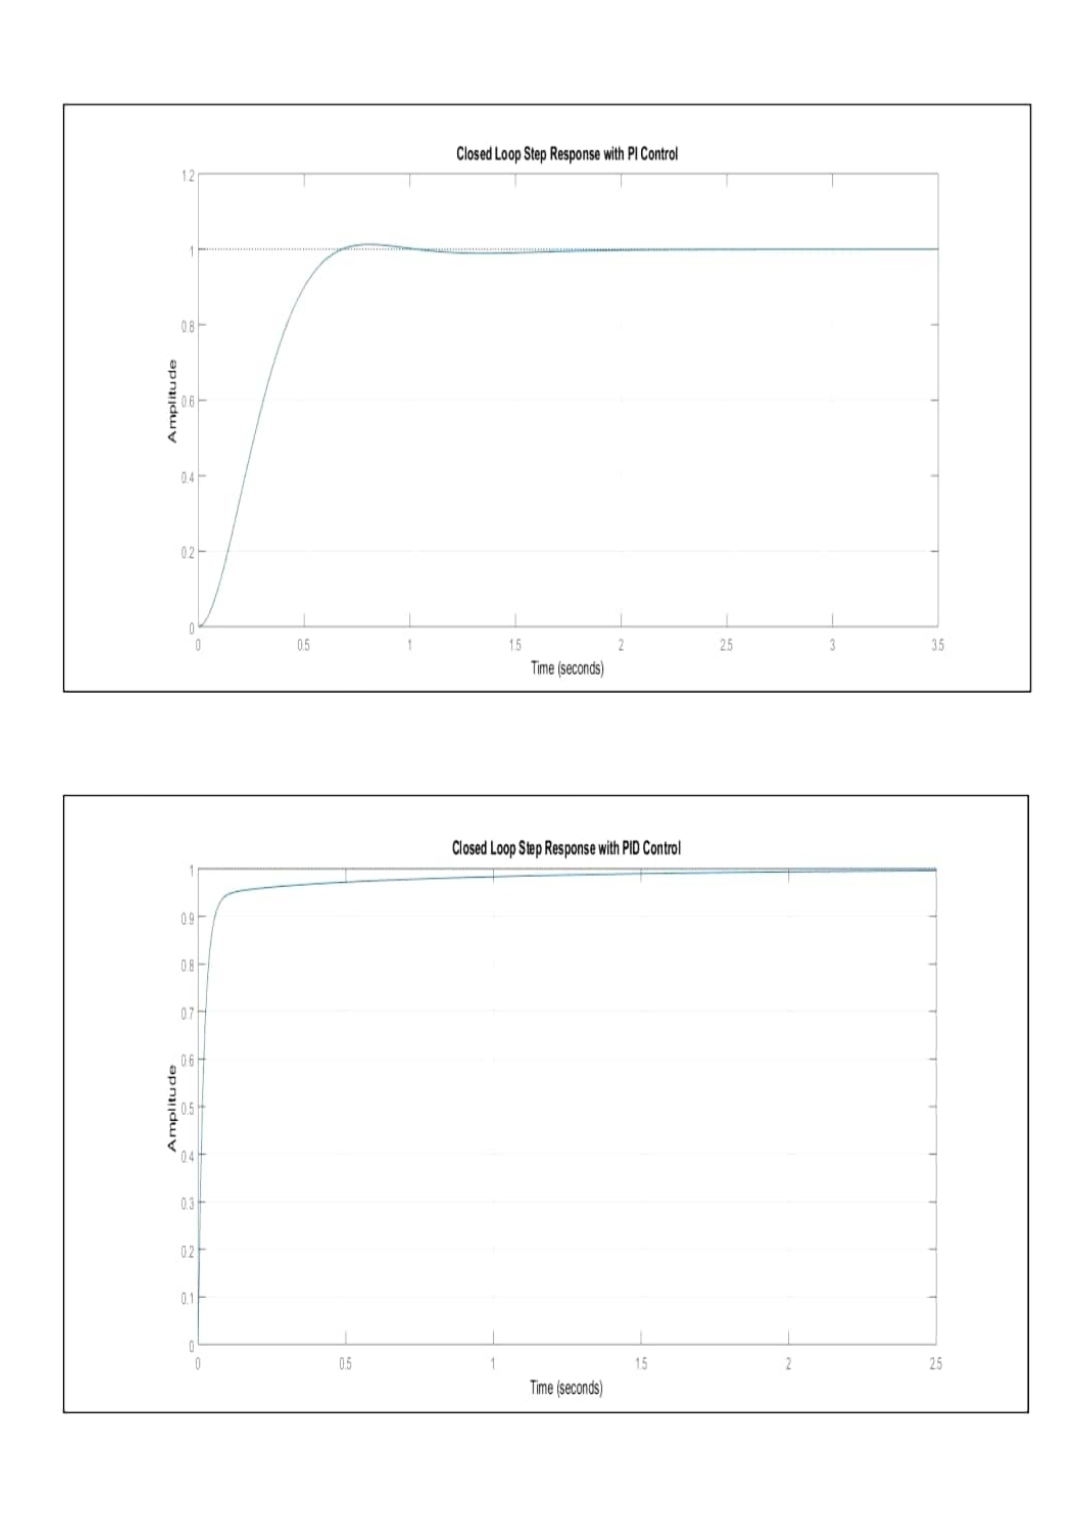 Closed Loop Step Response with PI Control
1.2
1
0.8
0.6
0.4
0.2
0
Amplitude
0 0.5 1 1.5 2 2.5 3 3.5
Time (seconds)
Closed Loop Step Response with PID Control
1
0.9
0.8
0.7
0.6
0.5
0.4
0.3
0.2
0.1
0
Amplitude
0 0.5 1 1.5 2 2.5
Time (seconds)